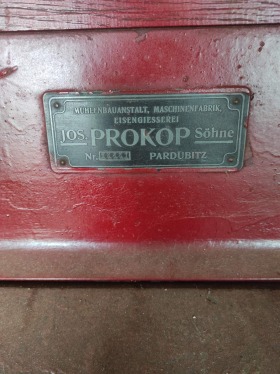 MÜHLENBAUANSTALT, MASCHINENFABRIK,
EISENGIESSEREI
JOS. PROKOP Söhne
Nr. PARDUBITZ